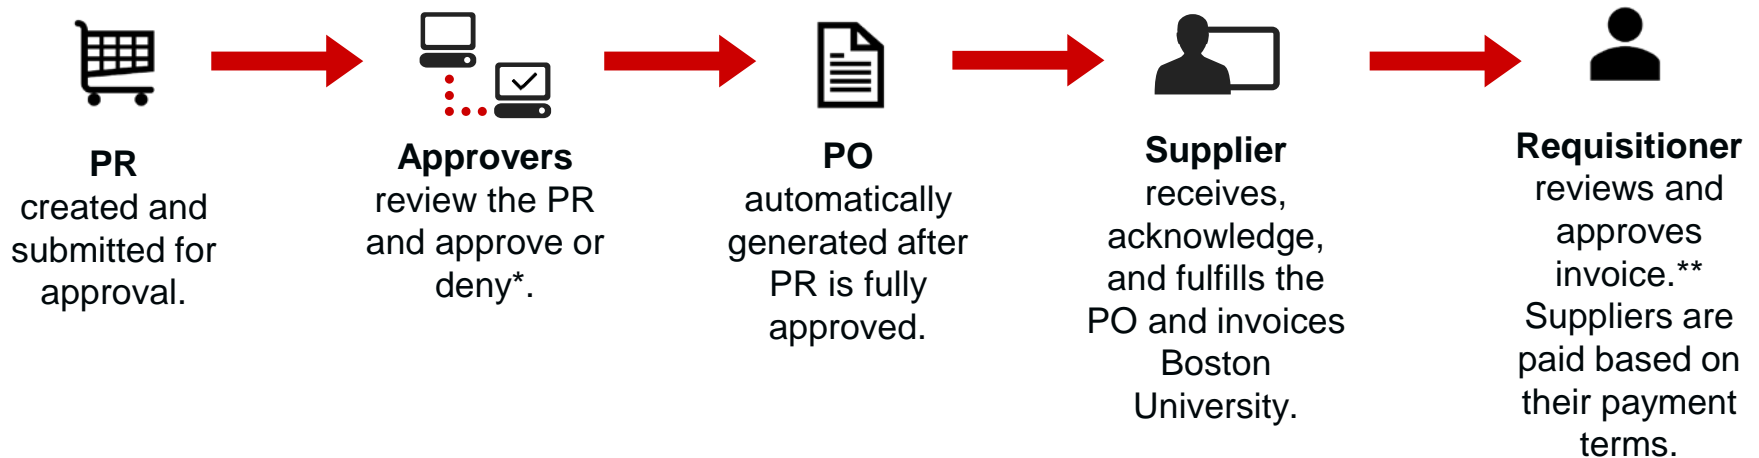 PR
created and
submitted for
approval.
Approvers
review the PR
and approve or
deny*.
PO
automatically
generated after
PR is fully
approved.
Supplier
receives,
acknowledge,
and fulfills the
PO and invoices
Boston
University.
Requisitioner
reviews and
approves
invoice.**
Suppliers are
paid based on
their payment
terms.